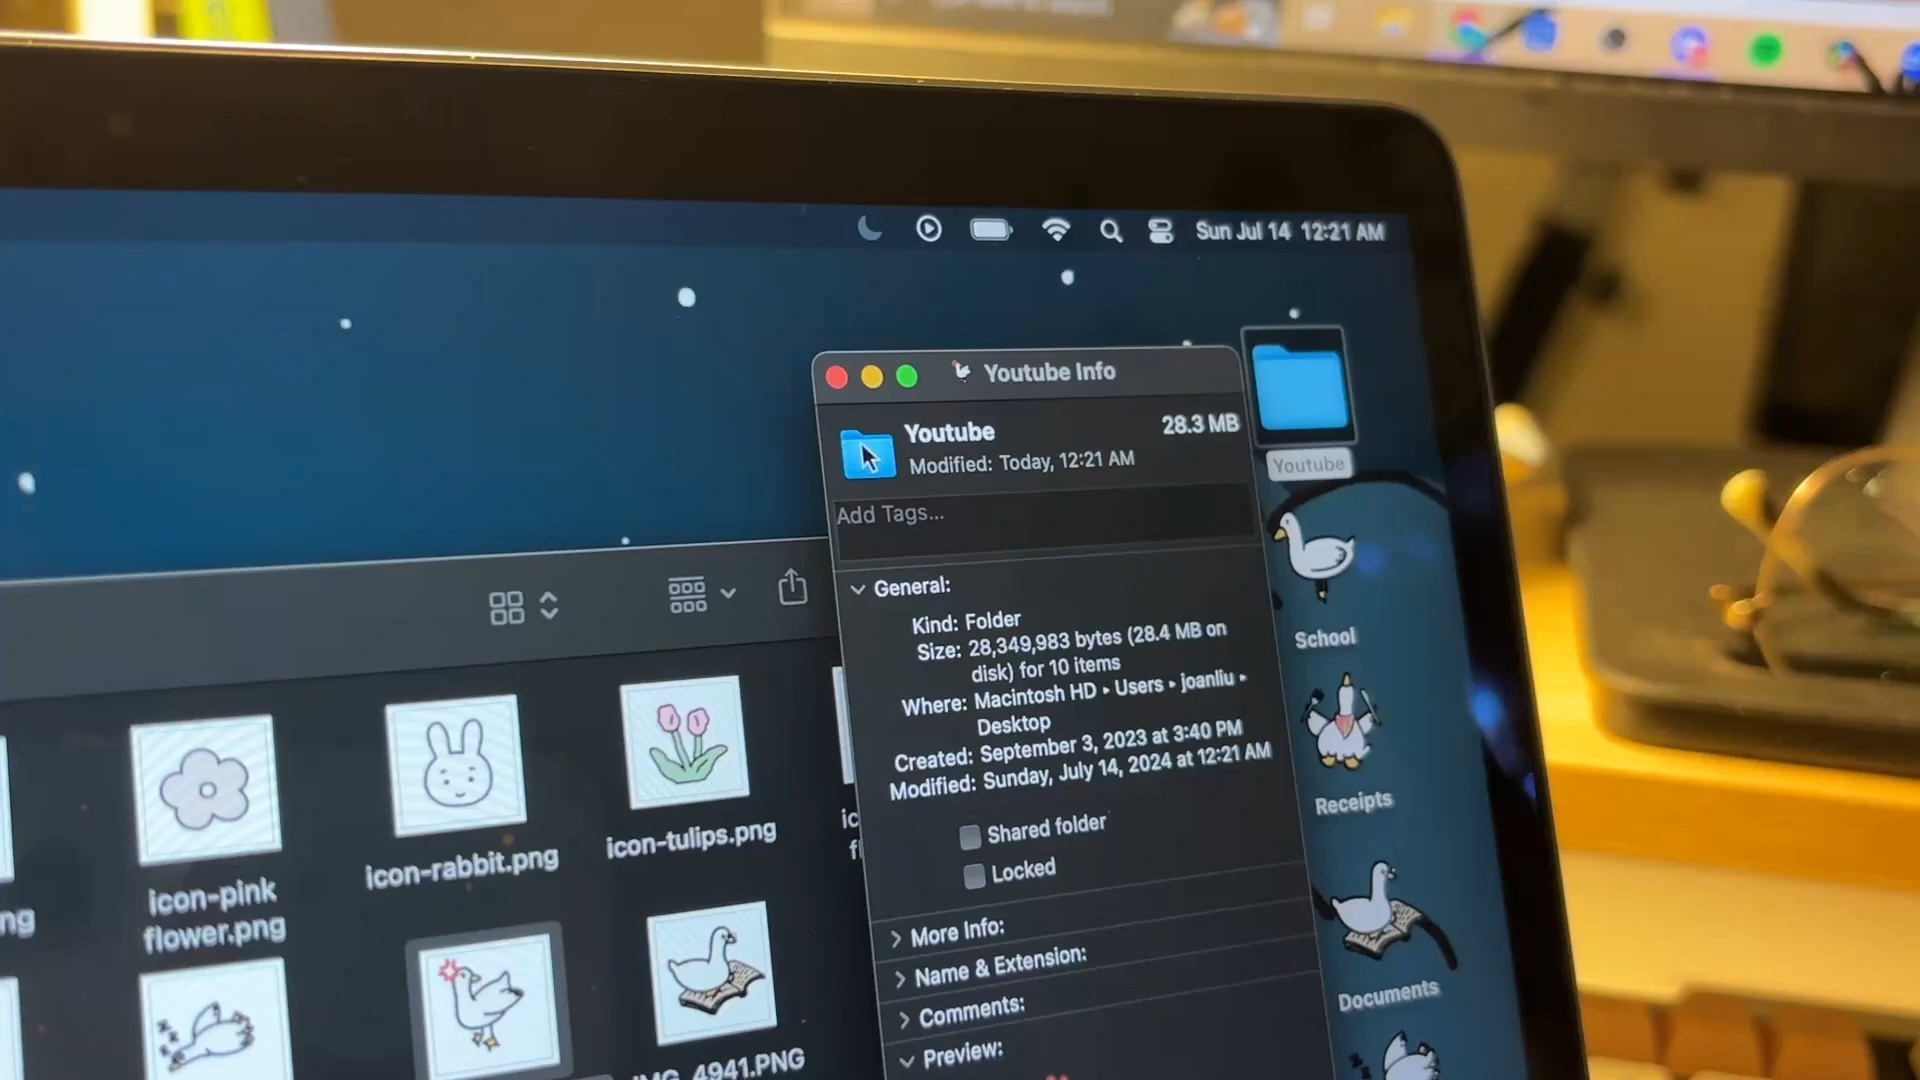 Sun Jul 14 12:21 AM
Youtube Info
Youtube
28.3 MB
Modified: Today, 12:21 AM
Add Tags...
General:
Kind: Folder
Size: 28,349,983 bytes (28.4 MB on
disk) for 10 items
Where: Macintosh HD ▸ Users ▸ joanliu ▸
Desktop
Created: September 3, 2023 at 3:40 PM
Modified: Sunday, July 14, 2024 at 12:21 AM
Shared folder
Locked
More Info:
Name & Extension:
Comments:
Preview:
Youtube
School
Receipts
Documents
icon-pink
flower.png
icon-rabbit.png
icon-tulips.png
IMG_4941.PNG